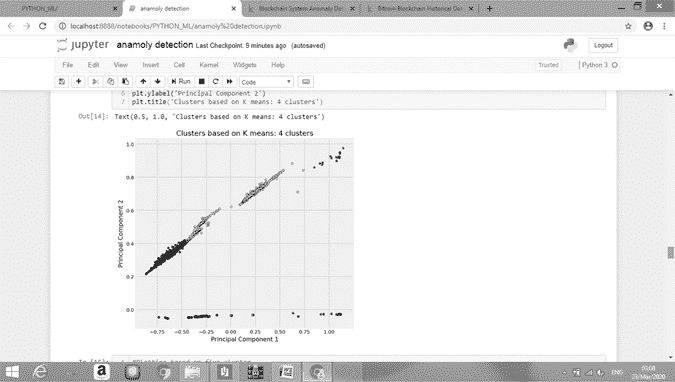 PYTHON_ML/
anamoly detection
Blockchain System Anomaly Det
Bitcoin Blockchain Historical Dat
localhost:8888/notebooks/PYTHON_ML/anamoly%20detection.ipynb
jupyter anamoly detection Last Checkpoint: 9 minutes ago (autosaved)
Logout
File Edit View Insert Cell Kernel Widgets Help
Trusted
Python 3
Run
Code
6 plt.ylabel('Principal Component 2')
7 plt.title('Clusters based on K means: 4 clusters')
Out[14]: Text(0.5, 1.0, 'Clusters based on K means: 4 clusters')
Clusters based on K means: 4 clusters
1.0
0.8
0.6
0.4
0.2
0.0
Principal Component 2
-0.75 -0.50 -0.25 0.00 0.25 0.50 0.75 1.00
Principal Component 1
ENG
23/Mar/2020